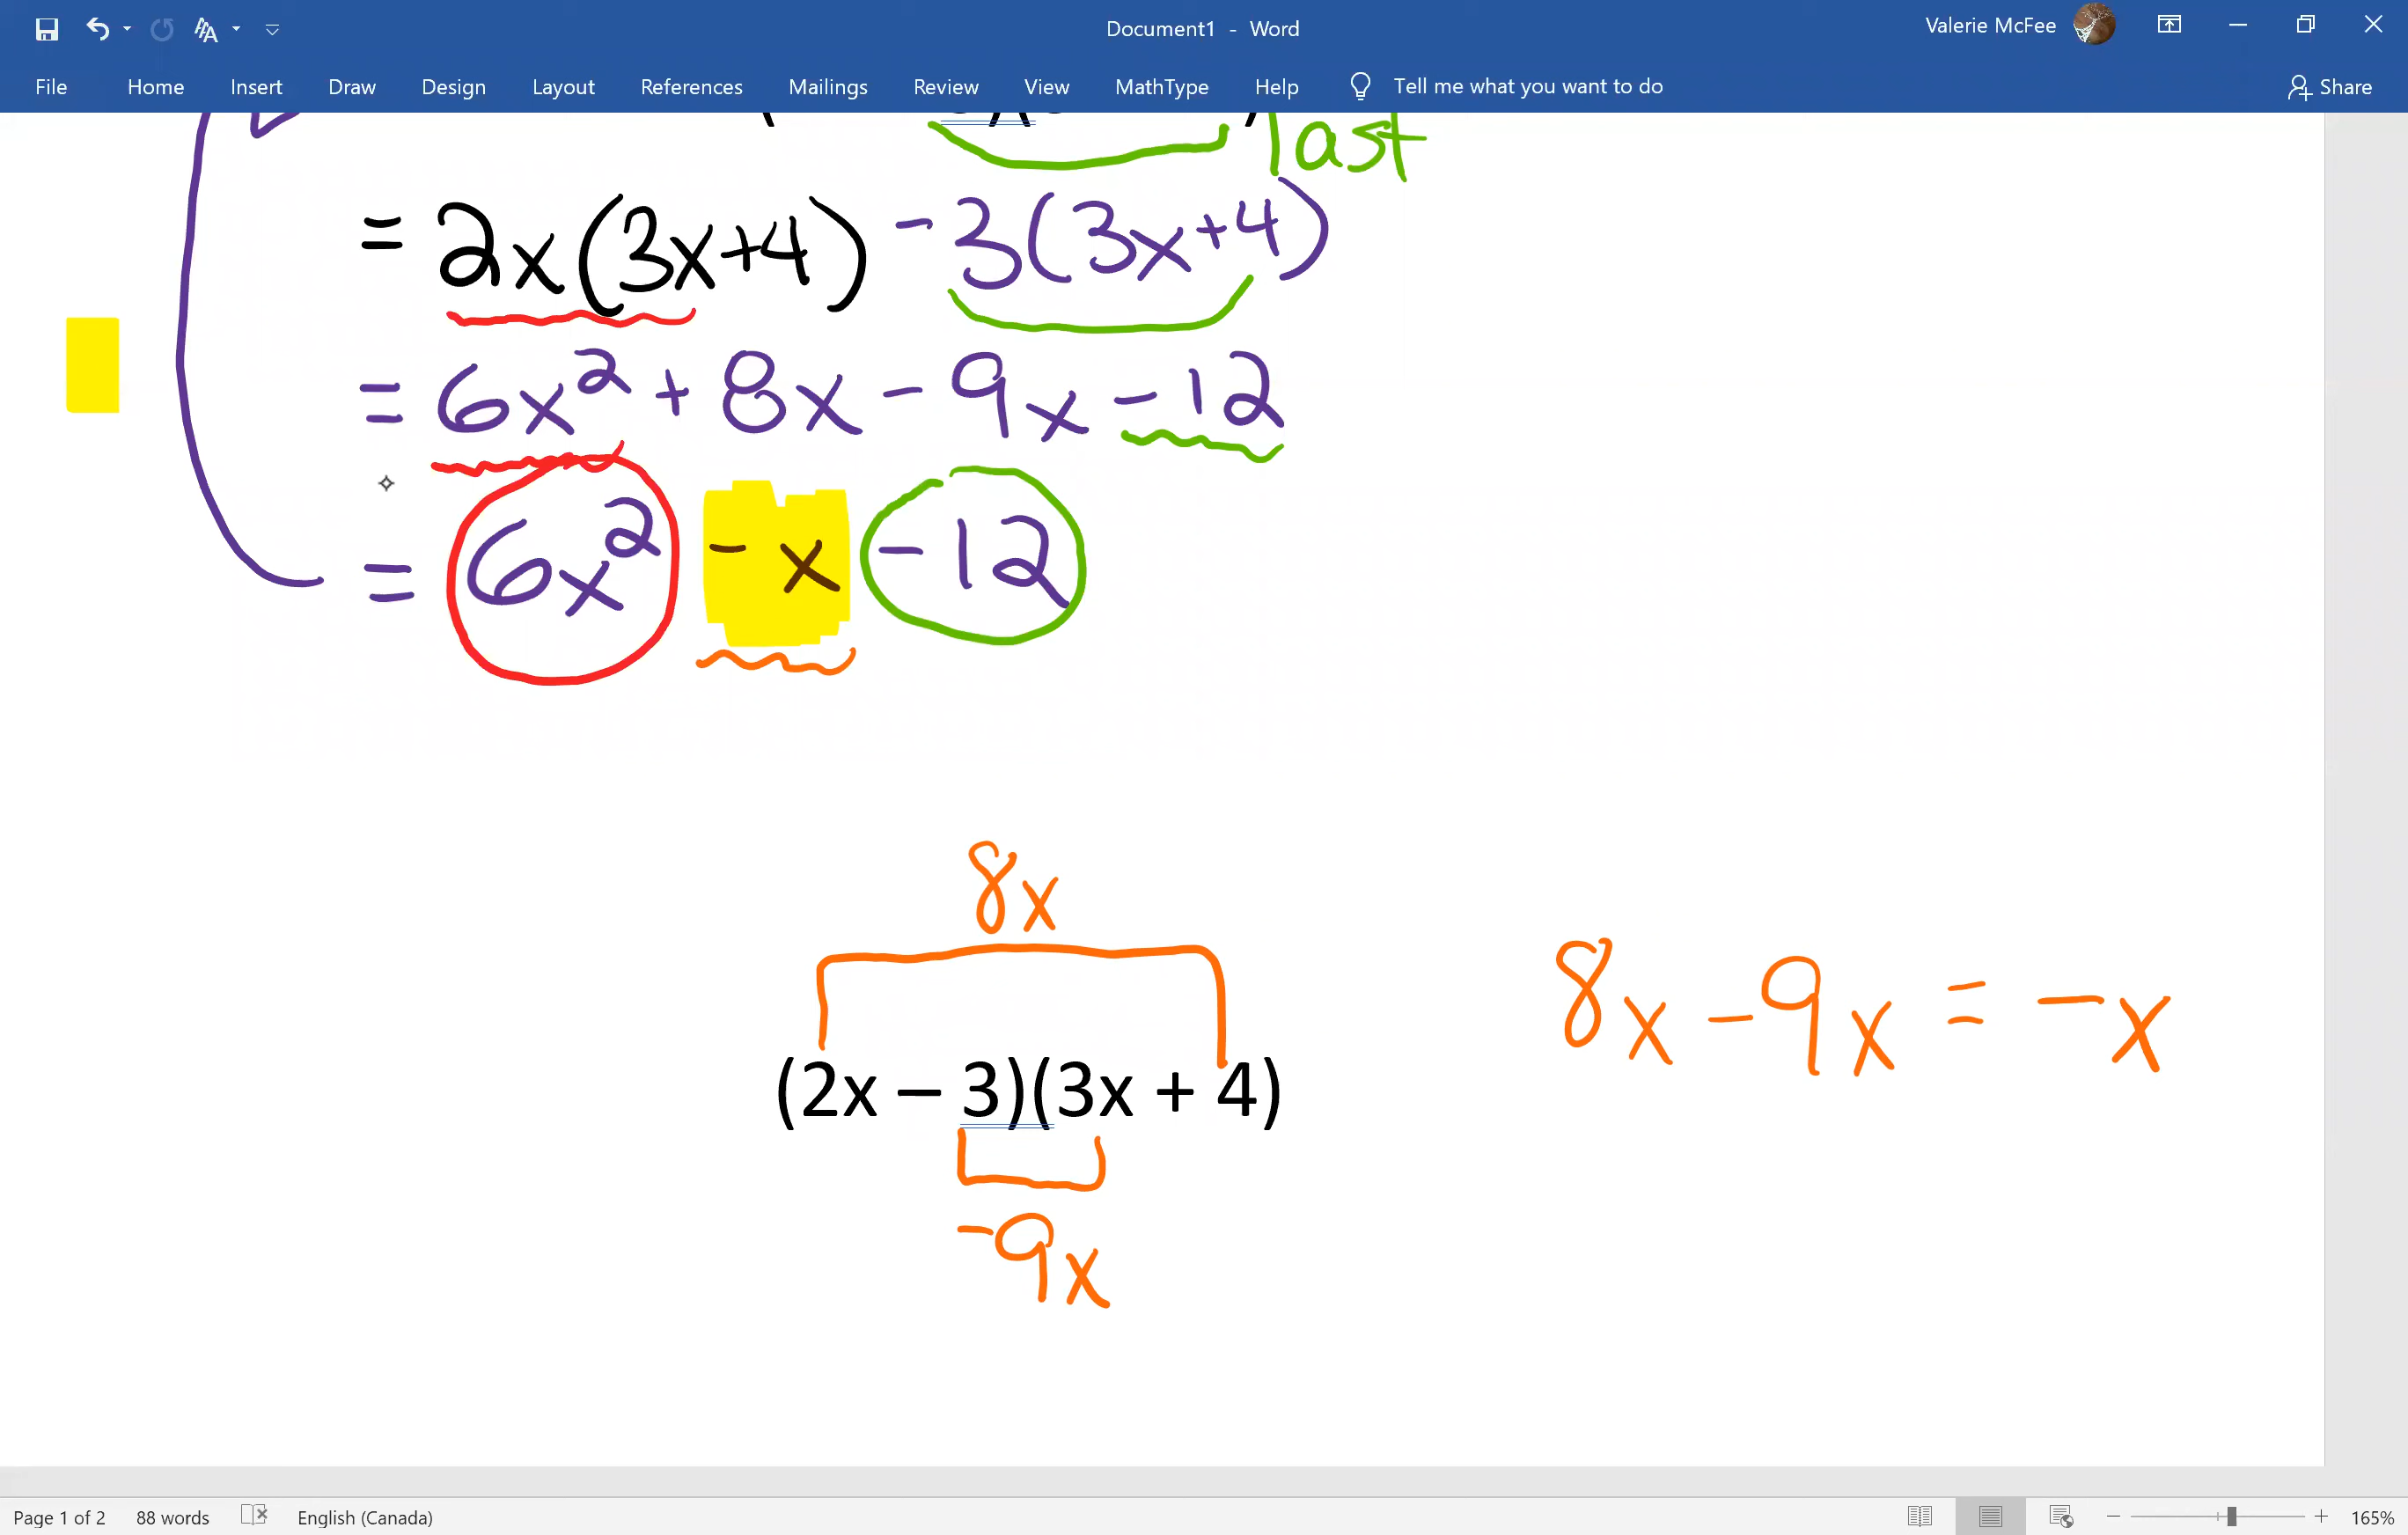 Document1 - Word
Valerie McFee
File Home Insert Draw Design Layout References Mailings Review View MathType Help Tell me what you want to do Share
last
= 2x(3x+4) -3(3x+4)
= 6x² + 8x - 9x - 12
= 6x² - x - 12
8x
8x - 9x = -x
(2x – 3)(3x + 4)
-9x
Page 1 of 2 88 words English (Canada) 165%